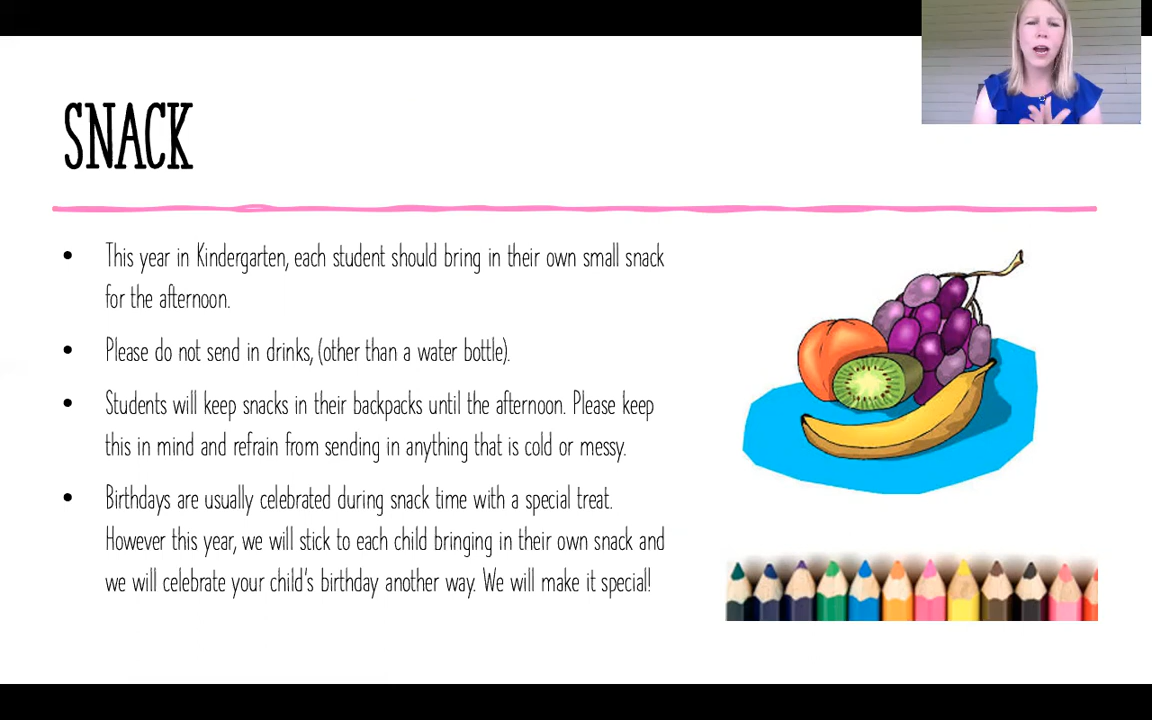 SNACK
This year in Kindergarten, each student should bring in their own small snack
for the afternoon.
Please do not send in drinks, (other than a water bottle).
Students will keep snacks in their backpacks until the afternoon. Please keep
this in mind and refrain from sending in anything that is cold or messy.
Birthdays are usually celebrated during snack time with a special treat.
However this year, we will stick to each child bringing in their own snack and
we will celebrate your child's birthday another way. We will make it special!